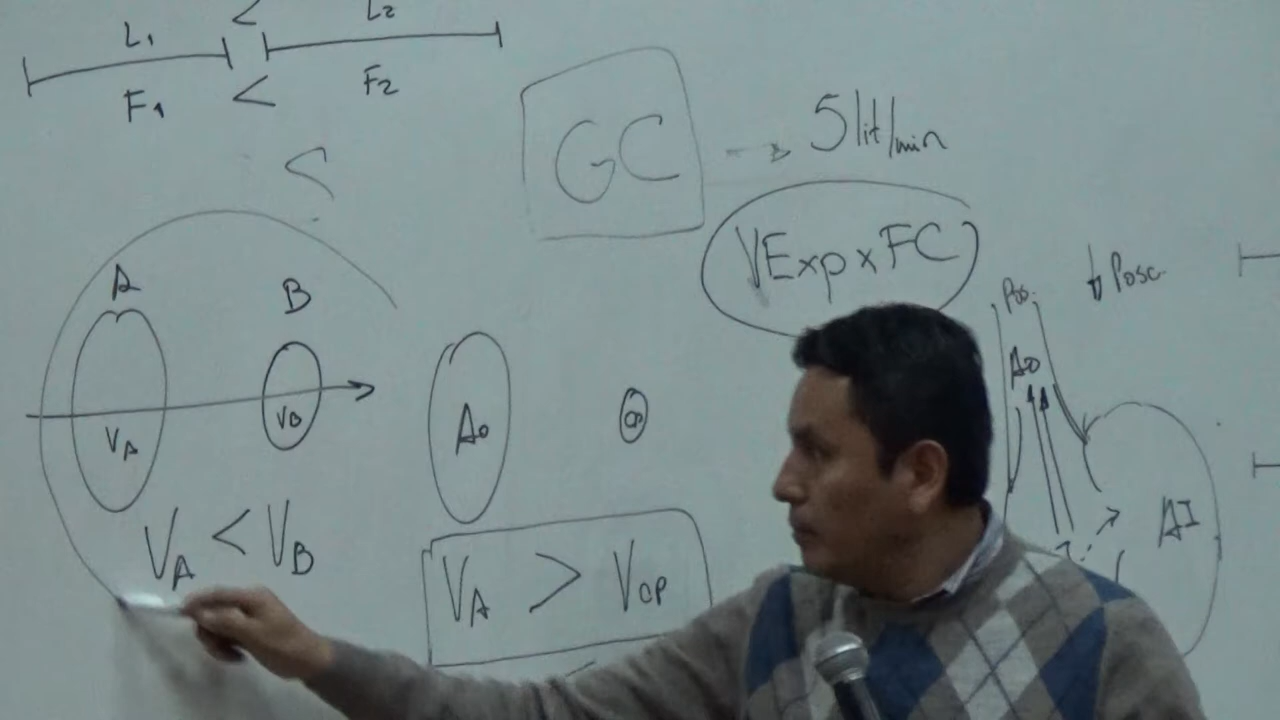 L1 < L2
F1 < F2
<
GC → 5 lit/min
VExp x FC
A
B
VA
VB
VA < VB
Ao
CP
VA > VCP
Pos.
↓ Posc
Ao
AI